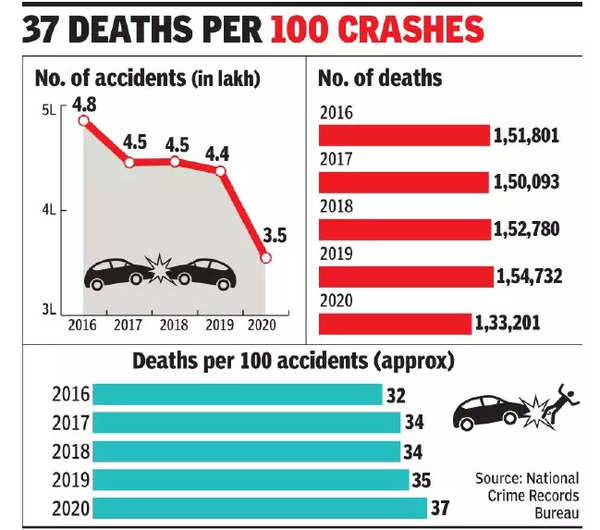 37 DEATHS PER 100 CRASHES
No. of accidents (in lakh)
5L
4.8
4.5
4.5
4.4
4L
3.5
3L
2016 2017 2018 2019 2020
No. of deaths
2016
1,51,801
2017
1,50,093
2018
1,52,780
2019
1,54,732
2020
1,33,201
Deaths per 100 accidents (approx)
2016 32
2017 34
2018 34
2019 35
2020 37
Source: National
Crime Records
Bureau